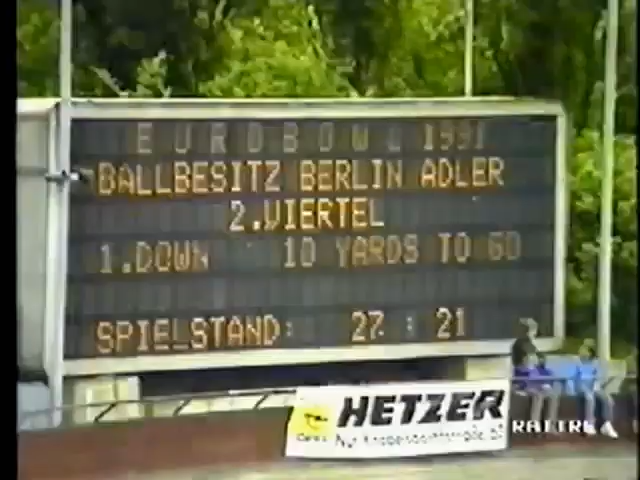 EUROBOWL 1991
BALLBESITZ BERLIN ADLER
2.VIERTEL
1.DOWN 10 YARDS TO GO
SPIELSTAND: 27 : 21
HETZER